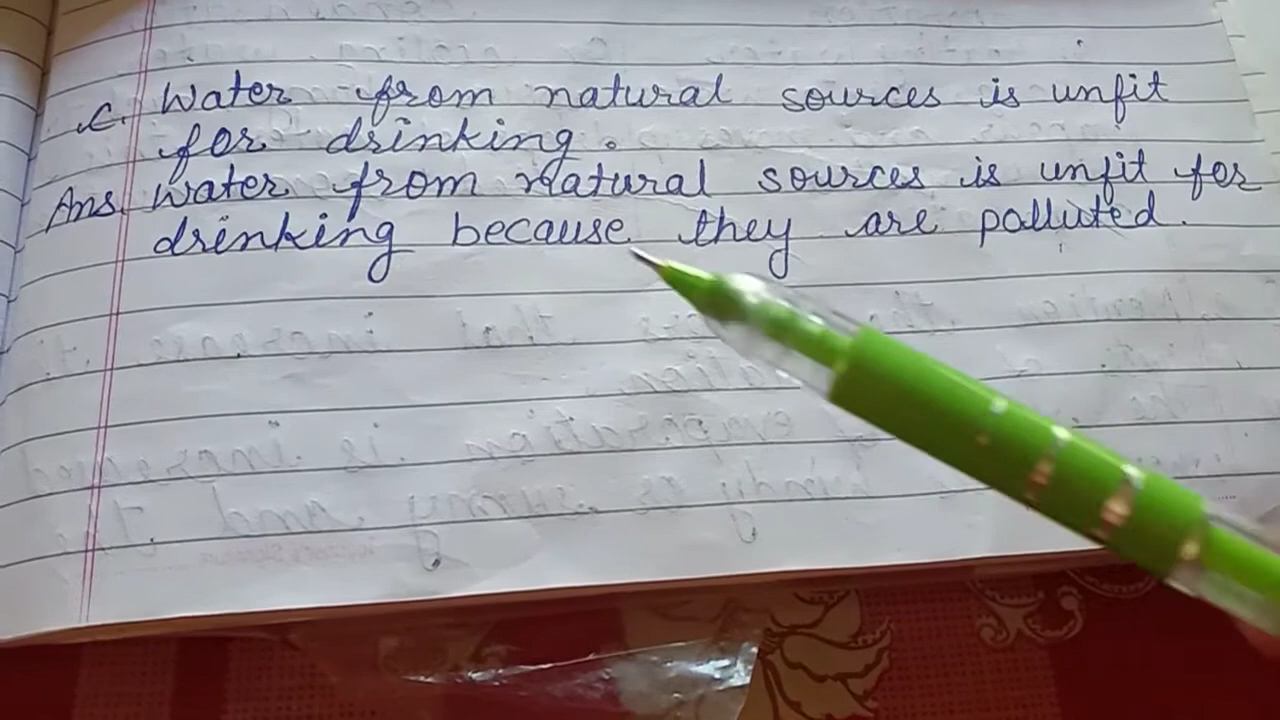 c. Water from natural sources is unfit
for drinking.
Ans. Water from natural sources is unfit for
drinking because they are polluted.